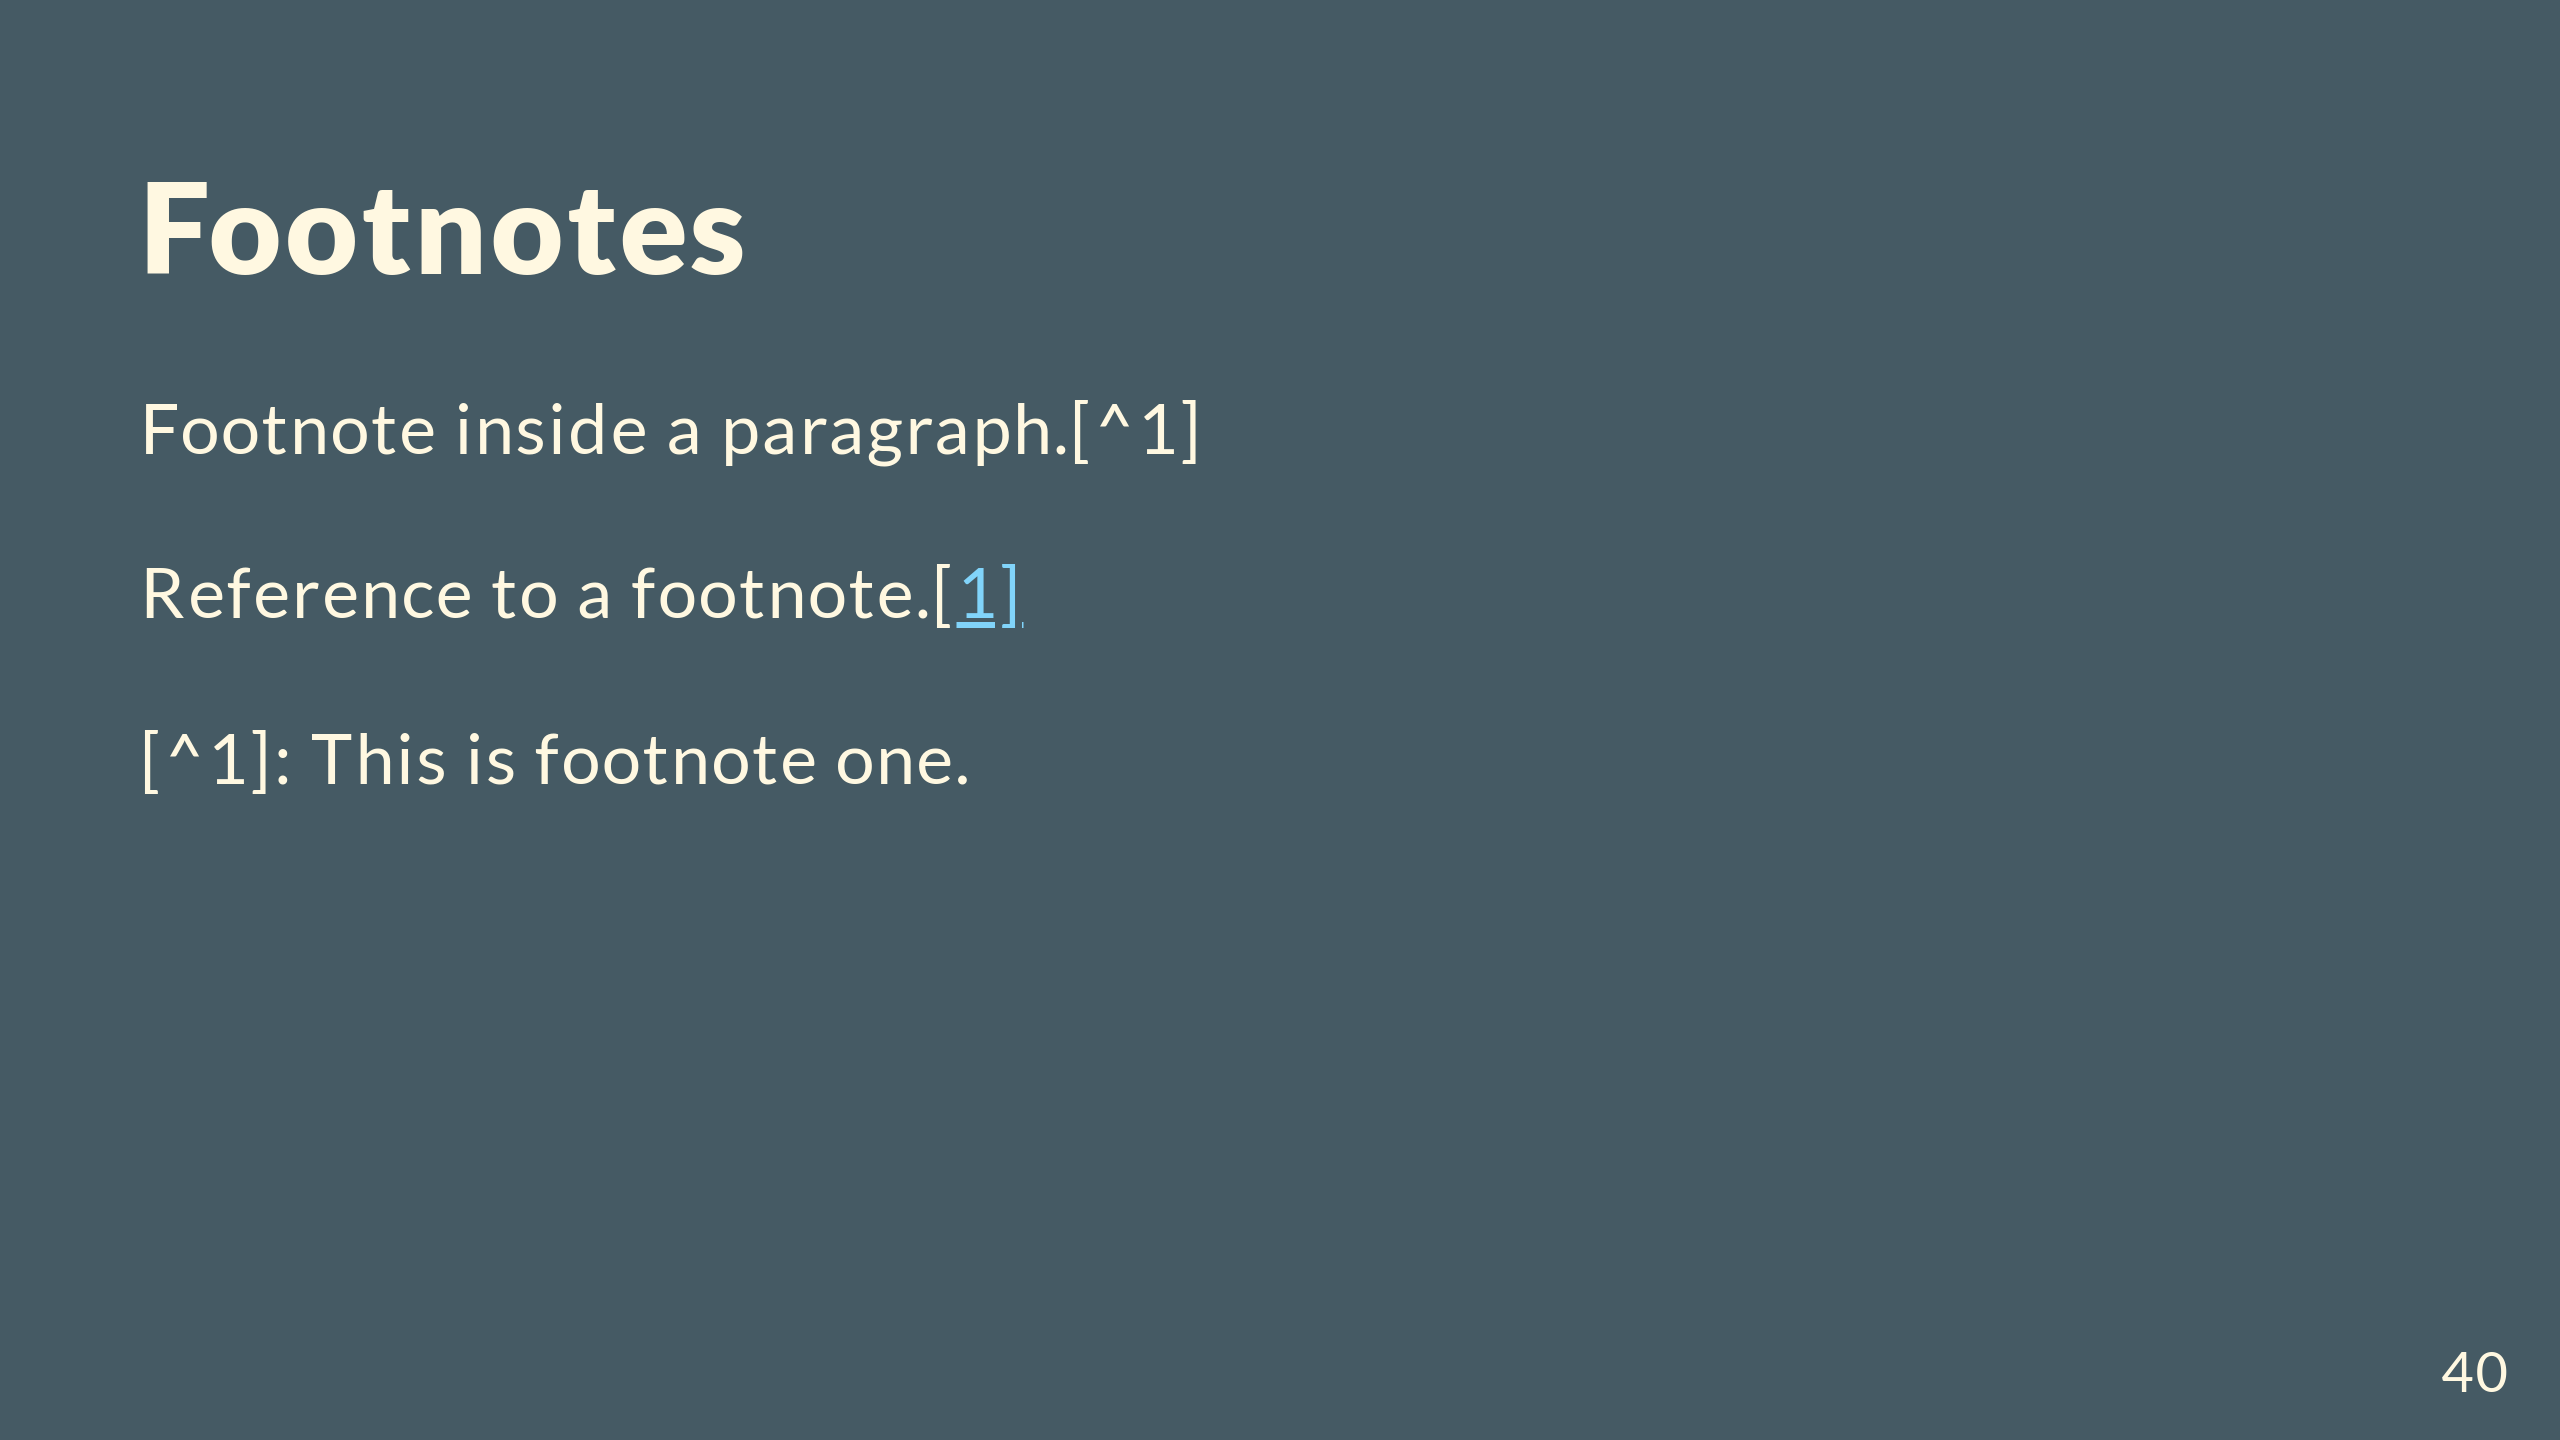 Footnotes
Footnote inside a paragraph.[^1]
Reference to a footnote.[1]
[^1]: This is footnote one.
40